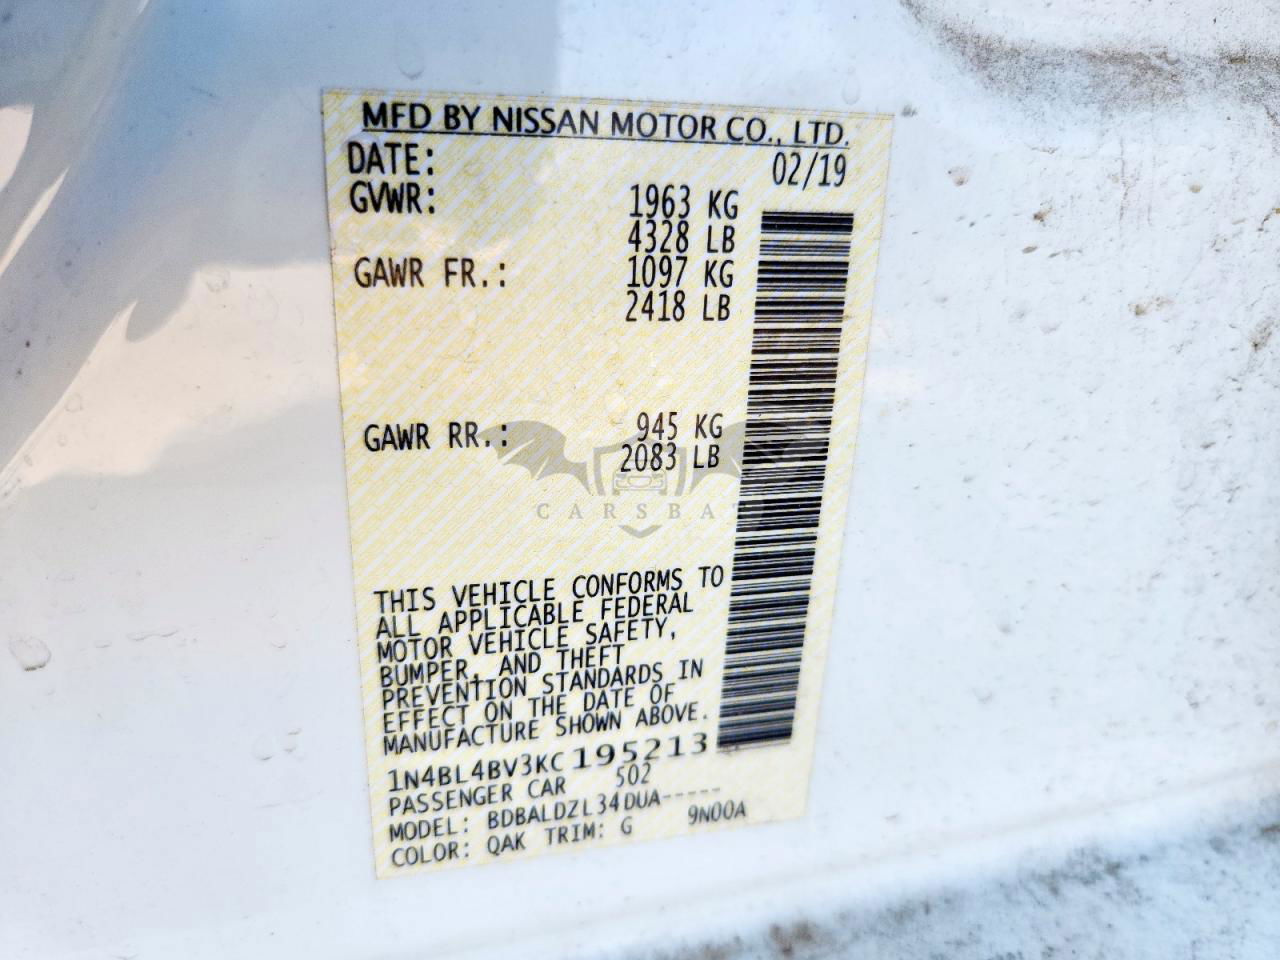 MFD BY NISSAN MOTOR CO., LTD.
DATE: 02/19
GVWR: 1963 KG
4328 LB
GAWR FR.: 1097 KG
2418 LB
GAWR RR.: 945 KG
2083 LB
CARSBA
THIS VEHICLE CONFORMS TO
ALL APPLICABLE FEDERAL
MOTOR VEHICLE SAFETY,
BUMPER, AND THEFT
PREVENTION STANDARDS IN
EFFECT ON THE DATE OF
MANUFACTURE SHOWN ABOVE.
1N4BL4BV3KC195213
PASSENGER CAR 502
MODEL: BDBALDZL34DUA-----
COLOR: QAK TRIM: G 9N00A